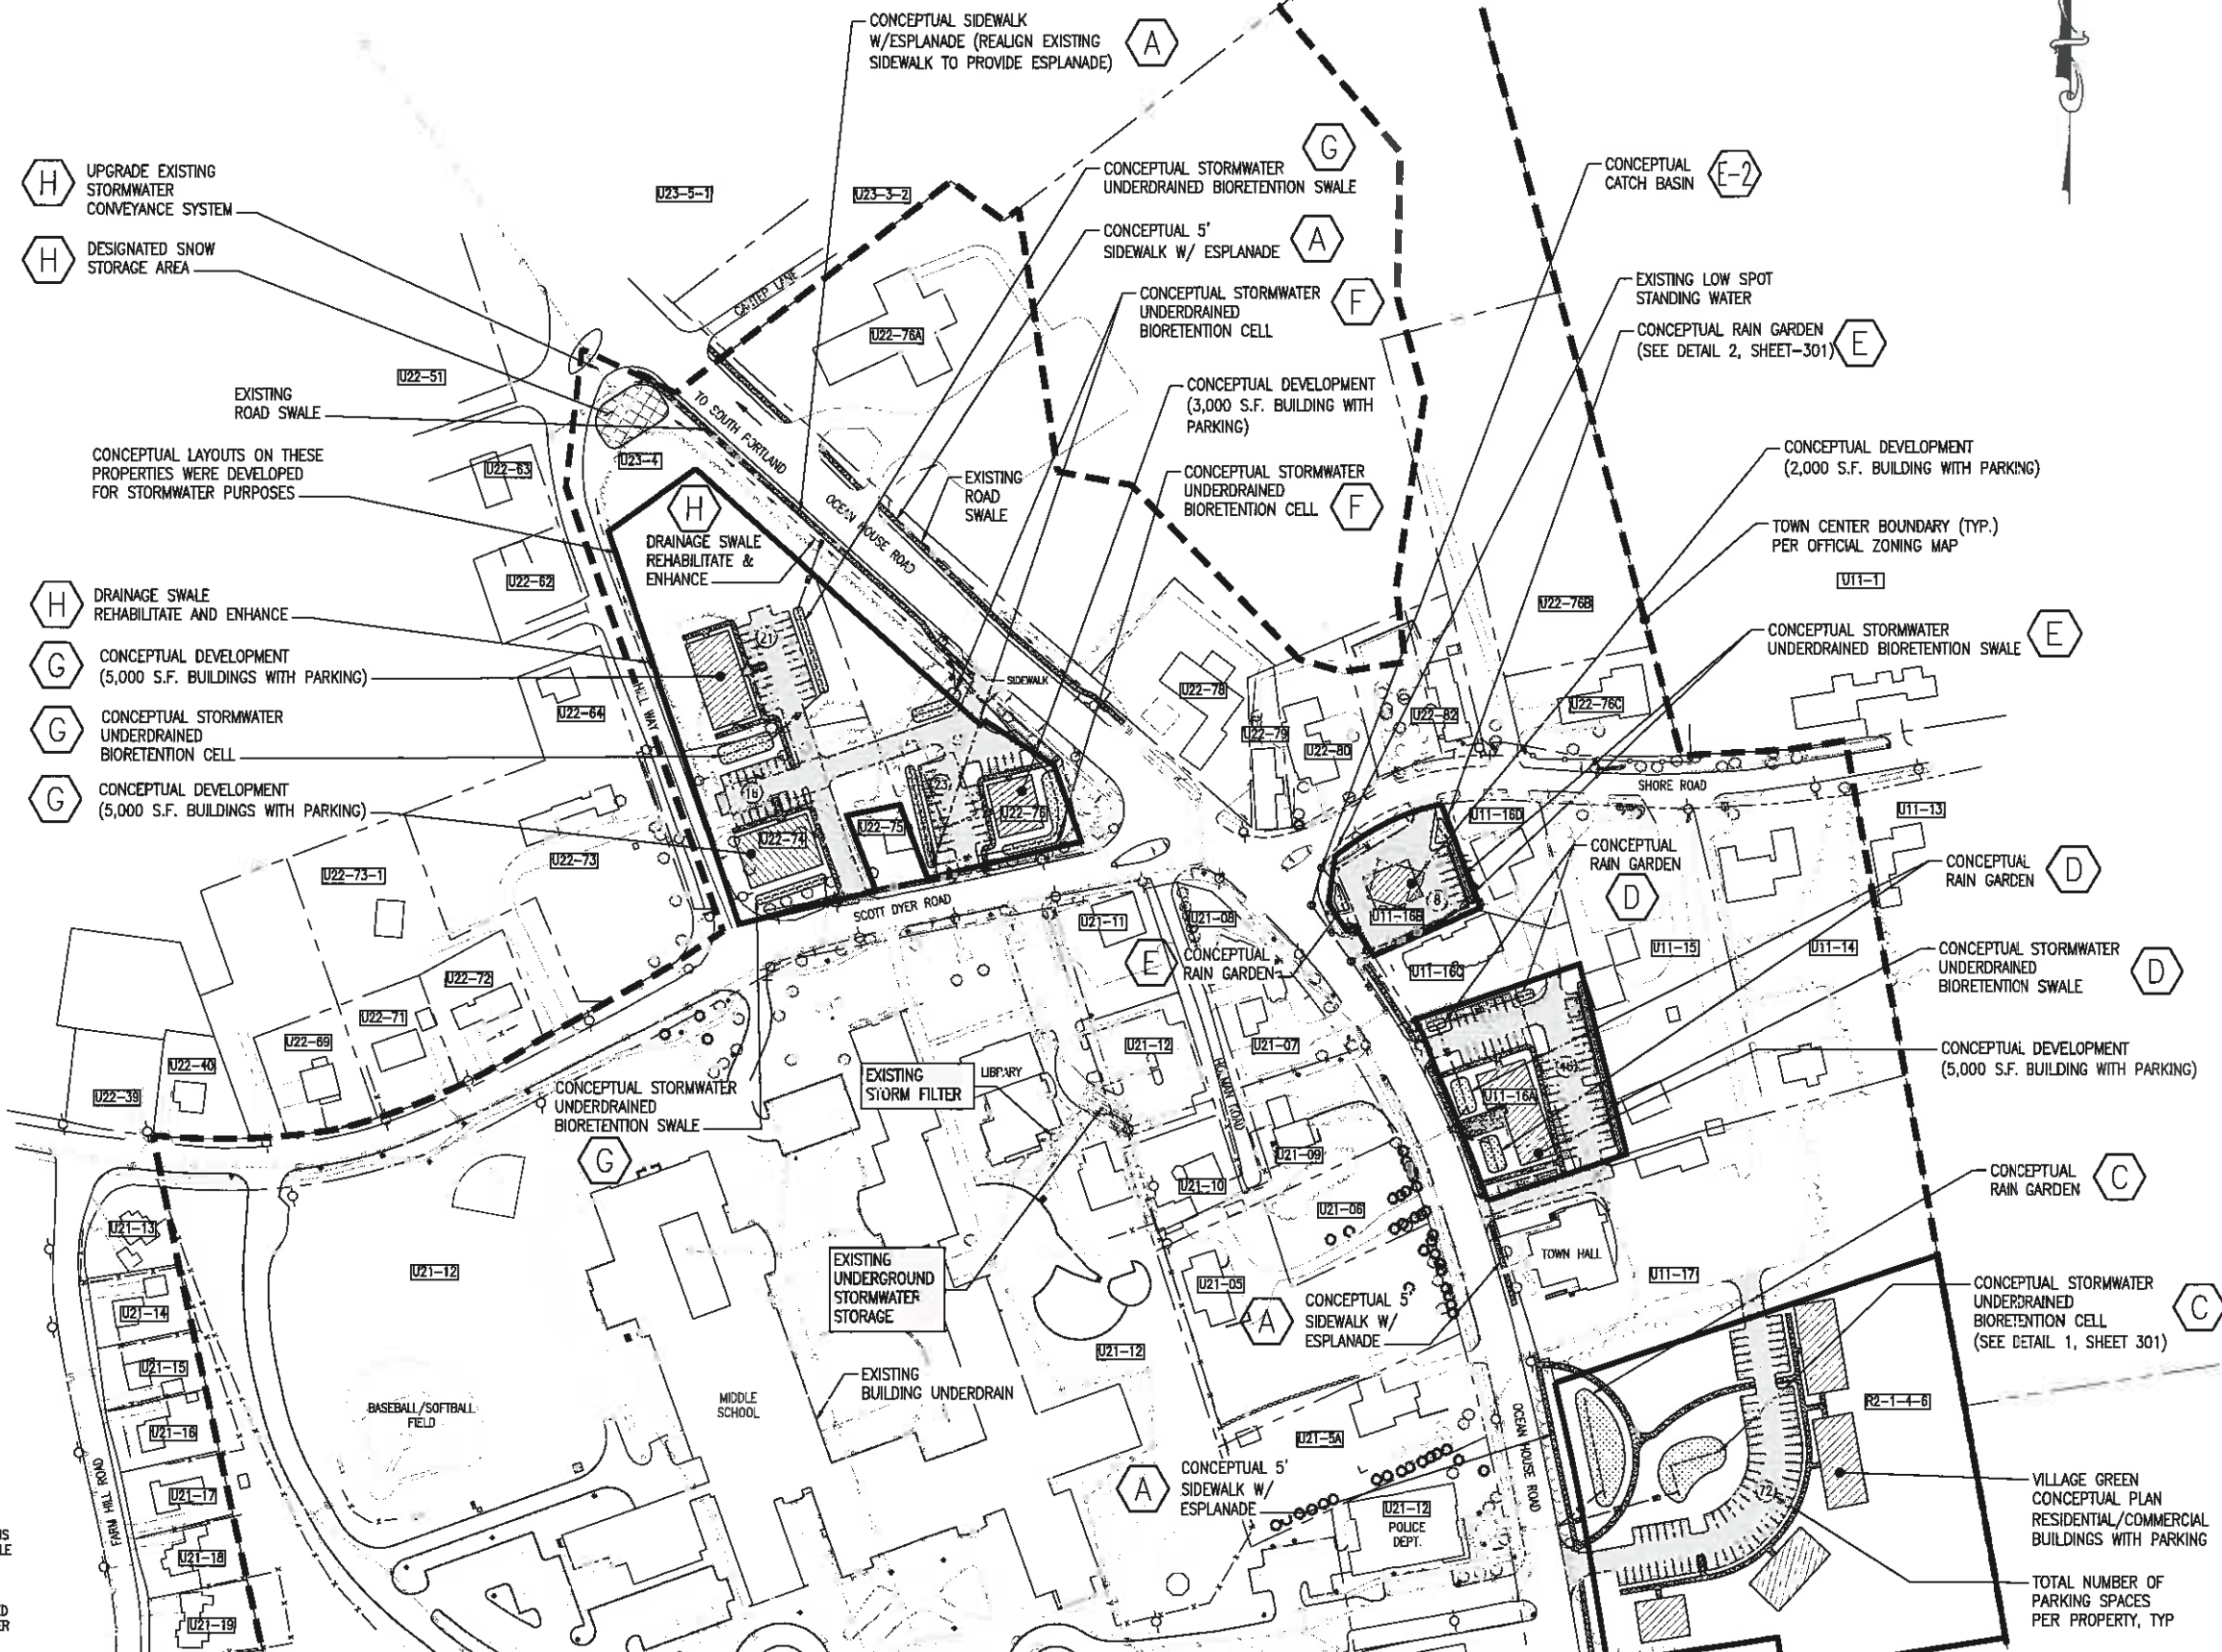 CONCEPTUAL SIDEWALK
W/ESPLANADE (REALIGN EXISTING
SIDEWALK TO PROVIDE ESPLANADE)
A
H
UPGRADE EXISTING
STORMWATER
CONVEYANCE SYSTEM
H
DESIGNATED SNOW
STORAGE AREA
U23-5-1
U23-3-2
CONCEPTUAL STORMWATER
UNDERDRAINED BIORETENTION SWALE
G
CONCEPTUAL 5'
SIDEWALK W/ ESPLANADE
A
CONCEPTUAL STORMWATER
UNDERDRAINED
BIORETENTION CELL
F
CONCEPTUAL DEVELOPMENT
(3,000 S.F. BUILDING WITH
PARKING)
CONCEPTUAL STORMWATER
UNDERDRAINED
BIORETENTION CELL
F
CONCEPTUAL
CATCH BASIN
E-2
EXISTING LOW SPOT
STANDING WATER
CONCEPTUAL RAIN GARDEN
(SEE DETAIL 2, SHEET-301)
E
CONCEPTUAL DEVELOPMENT
(2,000 S.F. BUILDING WITH PARKING)
TOWN CENTER BOUNDARY (TYP.)
PER OFFICIAL ZONING MAP
U11-1
CONCEPTUAL STORMWATER
UNDERDRAINED BIORETENTION SWALE
E
U22-76A
U22-51
EXISTING
ROAD SWALE
TO SOUTH PORTLAND
OCEAN HOUSE ROAD
EXISTING
ROAD
SWALE
CONCEPTUAL LAYOUTS ON THESE
PROPERTIES WERE DEVELOPED
FOR STORMWATER PURPOSES
U22-63
U23-4
H
DRAINAGE SWALE
REHABILITATE &
ENHANCE
U22-62
H
DRAINAGE SWALE
REHABILITATE AND ENHANCE
G
CONCEPTUAL DEVELOPMENT
(5,000 S.F. BUILDINGS WITH PARKING)
G
CONCEPTUAL STORMWATER
UNDERDRAINED
BIORETENTION CELL
G
CONCEPTUAL DEVELOPMENT
(5,000 S.F. BUILDINGS WITH PARKING)
U22-64
HILL WAY
21
SIDEWALK
U22-78
U22-79
U22-80
U22-82
U22-76B
U22-76C
SHORE ROAD
16
23
U22-76
U22-75
U22-74
SCOTT DYER ROAD
U22-73
U22-73-1
U22-72
U22-71
U22-69
U22-40
U22-39
U11-16D
U11-16B
8
U11-16C
CONCEPTUAL
RAIN GARDEN
D
U11-13
U11-15
U11-14
CONCEPTUAL
RAIN GARDEN
D
CONCEPTUAL STORMWATER
UNDERDRAINED
BIORETENTION SWALE
D
CONCEPTUAL DEVELOPMENT
(5,000 S.F. BUILDING WITH PARKING)
U21-11
U21-08
E
CONCEPTUAL
RAIN GARDEN
U21-12
U21-07
U11-16A
CONCEPTUAL STORMWATER
UNDERDRAINED
BIORETENTION SWALE
G
EXISTING
STORM FILTER
LIBRARY
U21-09
U21-10
U21-06
U21-05
EXISTING
UNDERGROUND
STORMWATER
STORAGE
U21-12
U21-12
A
CONCEPTUAL 5'
SIDEWALK W/
ESPLANADE
TOWN HALL
U11-17
CONCEPTUAL
RAIN GARDEN
C
CONCEPTUAL STORMWATER
UNDERDRAINED
BIORETENTION CELL
(SEE DETAIL 1, SHEET 301)
C
R2-1-4-6
72
VILLAGE GREEN
CONCEPTUAL PLAN
RESIDENTIAL/COMMERCIAL
BUILDINGS WITH PARKING
TOTAL NUMBER OF
PARKING SPACES
PER PROPERTY, TYP
U21-13
U21-14
U21-15
U21-16
U21-17
U21-18
U21-19
FARM HILL ROAD
BASEBALL/SOFTBALL
FIELD
MIDDLE
SCHOOL
EXISTING
BUILDING UNDERDRAIN
U21-5A
A
CONCEPTUAL 5'
SIDEWALK W/
ESPLANADE
U21-12
POLICE
DEPT.
OCEAN HOUSE ROAD